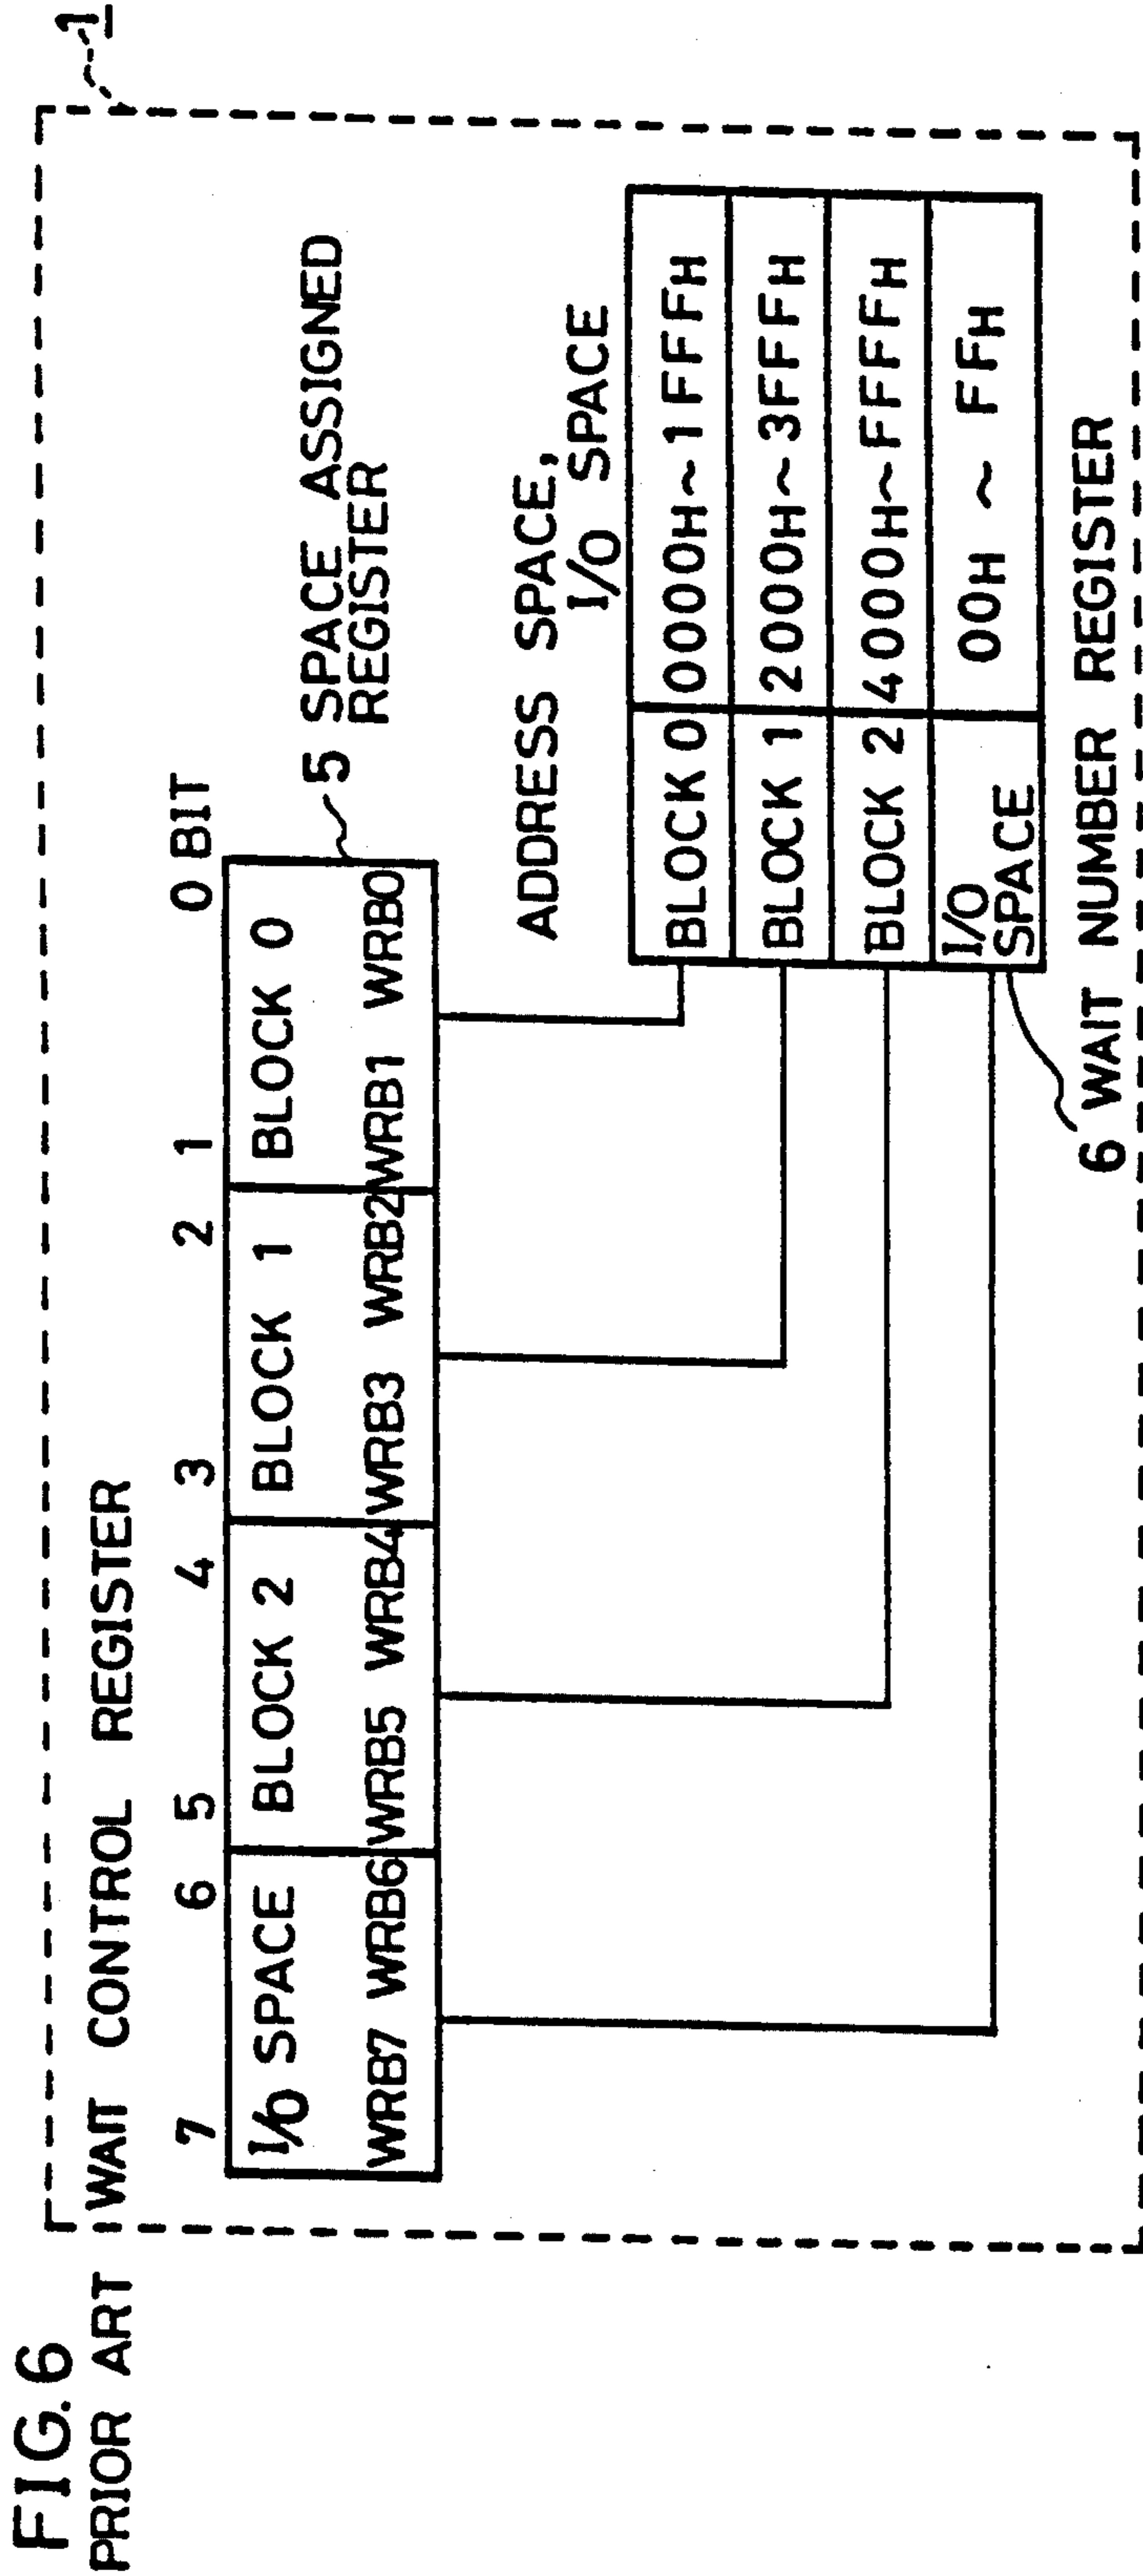 FIG. 6
PRIOR ART
1
WAIT CONTROL REGISTER
7 6 5 4 3 2 1 0 BIT
I/O SPACE BLOCK 2 BLOCK 1 BLOCK 0
WRB7 WRB6 WRB5 WRB4 WRB3 WRB2 WRB1 WRB0
5 SPACE ASSIGNED
REGISTER
ADDRESS SPACE,
I/O SPACE
BLOCK 0 0000H~1FFFH
BLOCK 1 2000H~3FFFH
BLOCK 2 4000H~FFFFH
I/O
SPACE 00H ~ FFH
6 WAIT NUMBER REGISTER